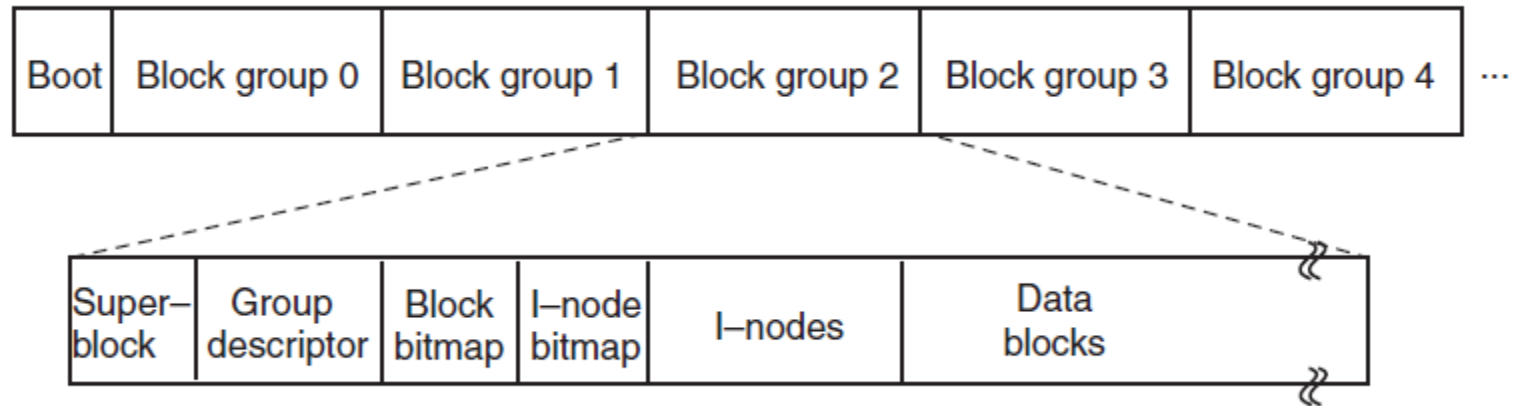 Boot Block group 0 Block group 1 Block group 2 Block group 3 Block group 4 ...
Super– Group Block I–node I–nodes Data
block descriptor bitmap bitmap blocks